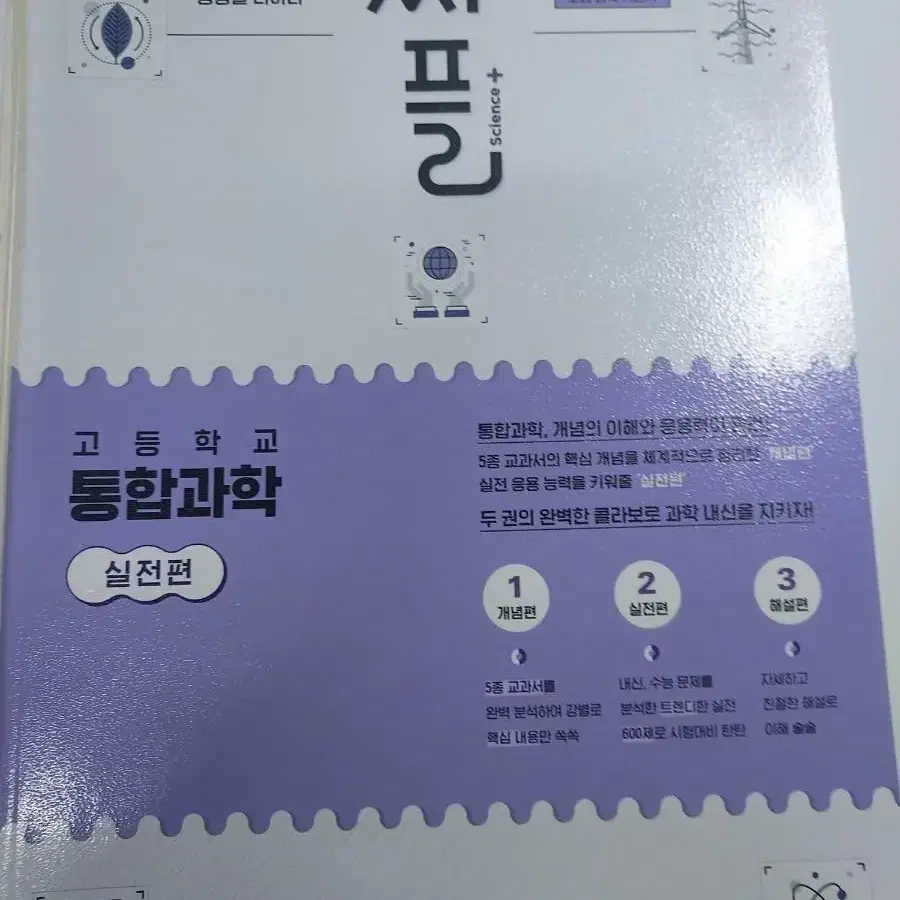 플
Science+
고등학교
통합과학
실전편
통합과학, 개념의 이해와 응용력이
5종 교과서의 핵심 개념을 체계적으로 정리한 '개념편'
실전 응용 능력을 키워줄 '실전편'
두 권의 완벽한 콜라보로 과학 내신을 지키자!
1
개념편
5종 교과서를
완벽 분석하여 강별로
핵심 내용만 쏙쏙
2
실전편
내신, 수능 문제를
분석한 트렌디한 실전
600제로 시험대비 탄탄
3
해설편
자세하고
친절한 해설로
이해 술술